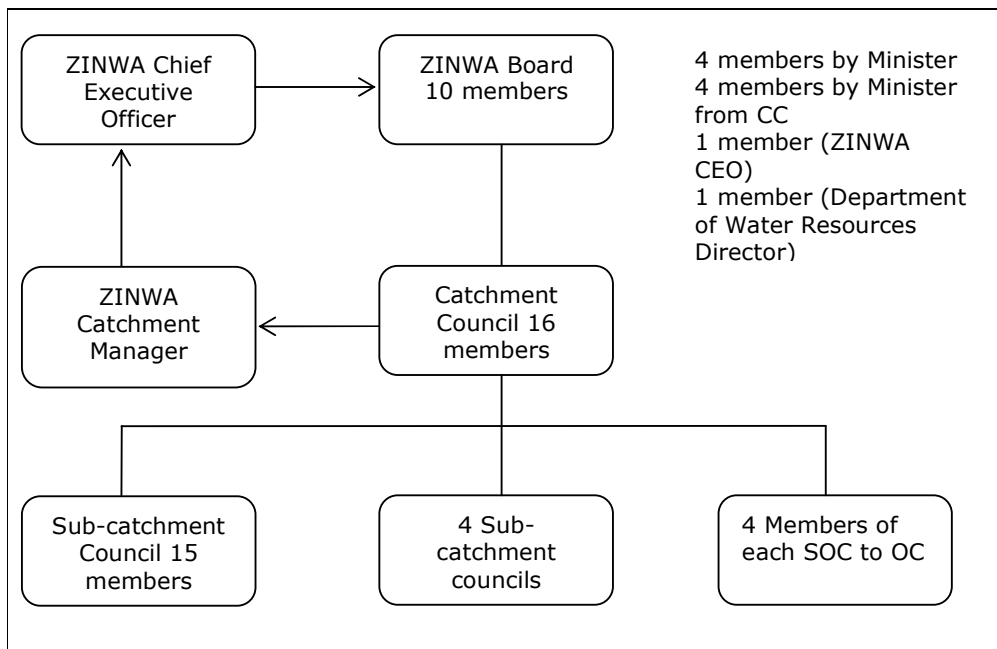 ZINWA Chief
Executive
Officer
ZINWA Board
10 members
4 members by Minister
4 members by Minister
from CC
1 member (ZINWA
CEO)
1 member (Department
of Water Resources
Director)
ZINWA
Catchment
Manager
Catchment
Council 16
members
Sub-catchment
Council 15
members
4 Sub-
catchment
councils
4 Members of
each SOC to OC